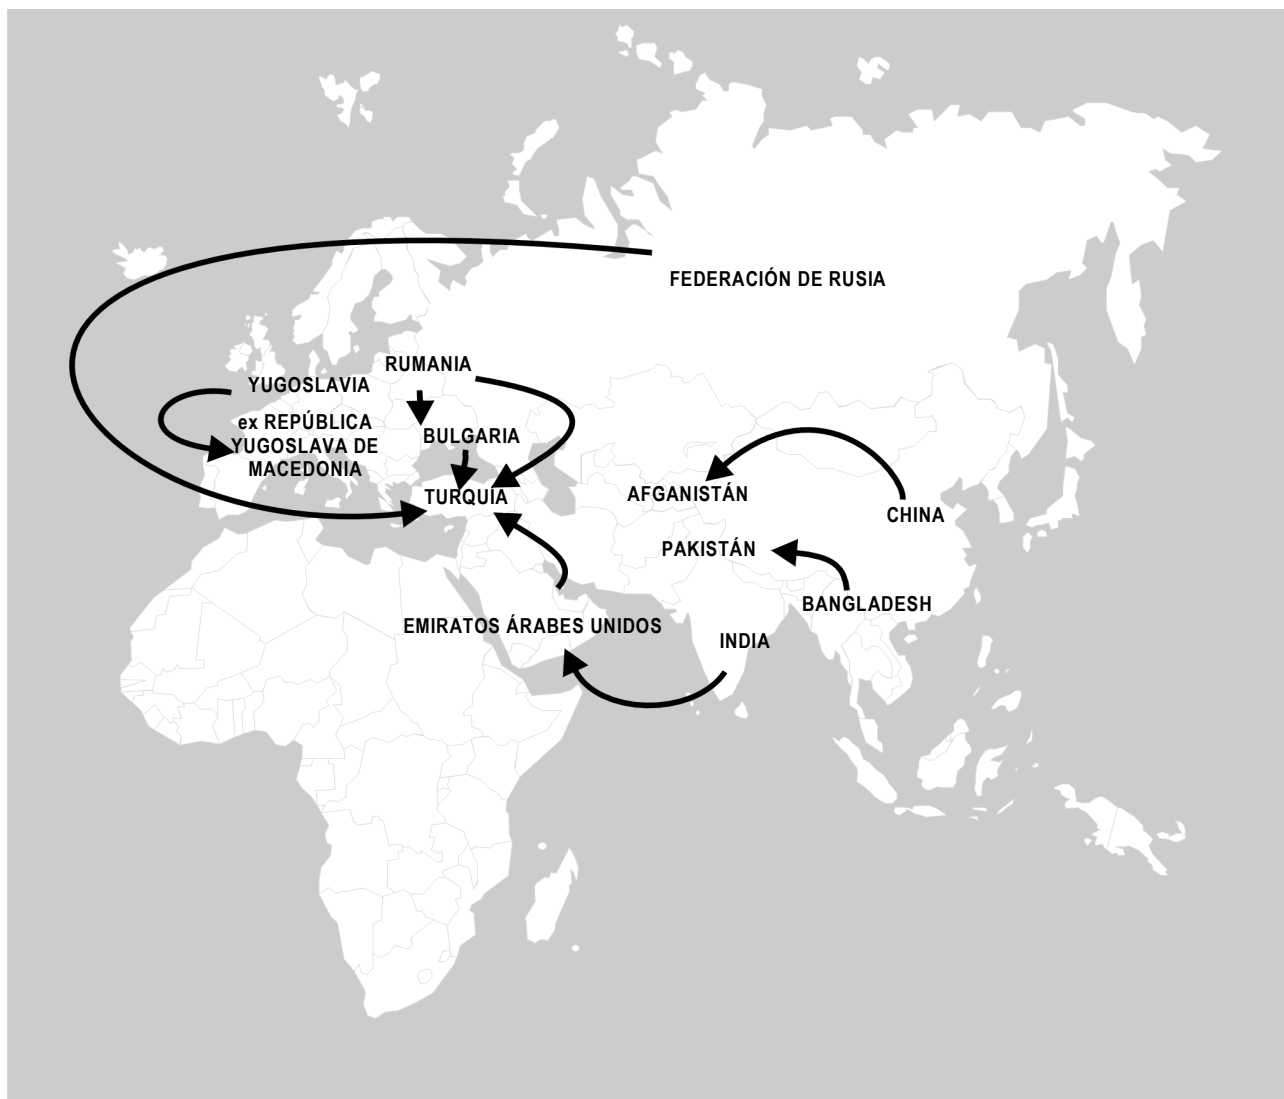 FEDERACIÓN DE RUSIA
RUMANIA
YUGOSLAVIA
ex REPÚBLICA
YUGOSLAVA DE
MACEDONIA
BULGARIA
TURQUÍA
AFGANISTÁN
CHINA
PAKISTÁN
BANGLADESH
EMIRATOS ÁRABES UNIDOS
INDIA